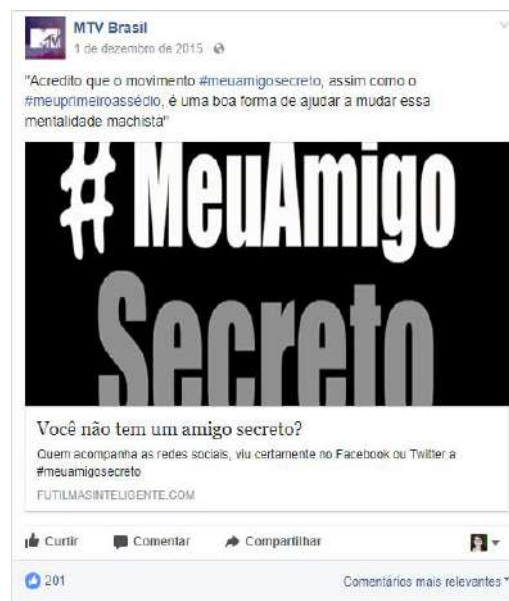 MTV Brasil
1 de dezembro de 2015
"Acredito que o movimento #meuamigosecreto, assim como o
#meuprimeiroassédio, é uma boa forma de ajudar a mudar essa
mentalidade machista"
#MeuAmigo
Secreto
Você não tem um amigo secreto?
Quem acompanha as redes sociais, viu certamente no Facebook ou Twitter a
#meuamigosecreto
FUTILMASINTELIGENTE.COM
Curtir Comentar Compartilhar
201 Comentários mais relevantes